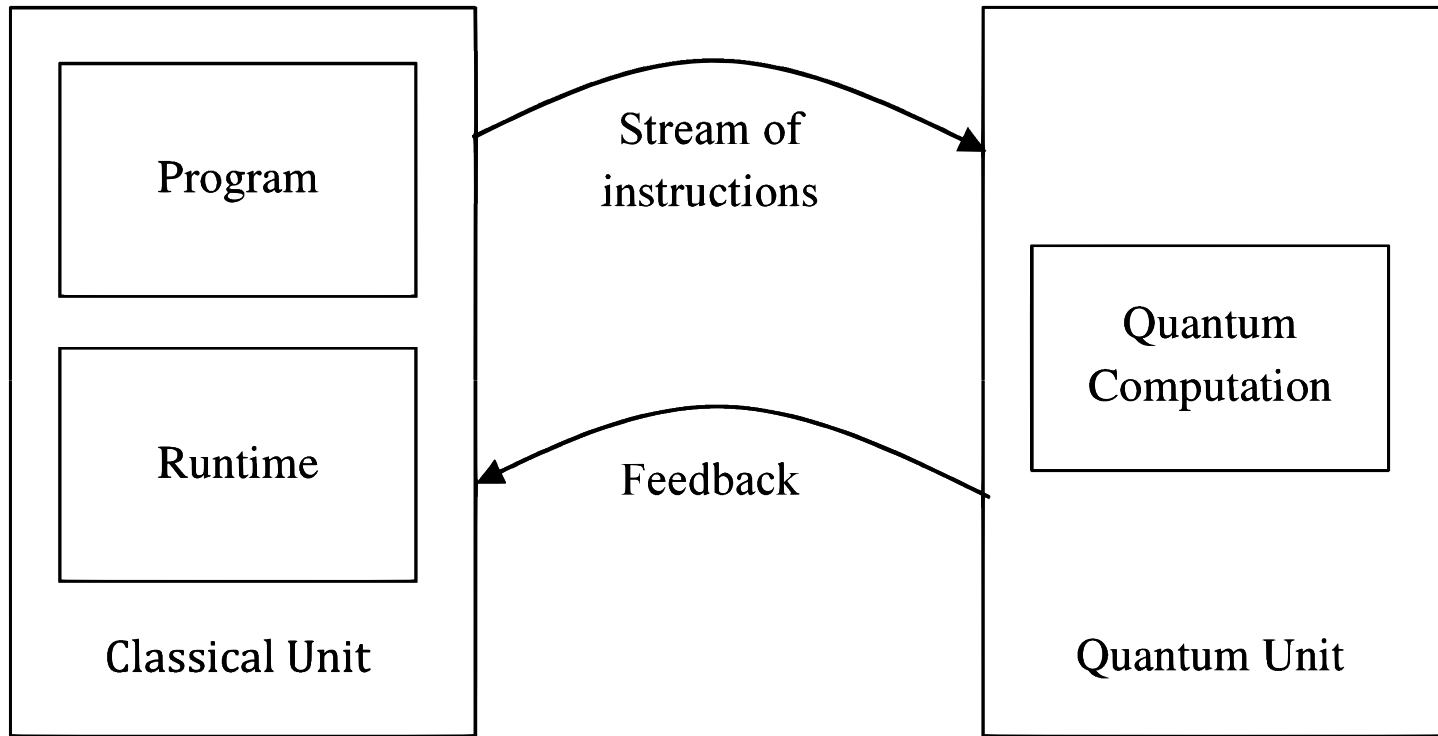 Program
Runtime
Classical Unit
Stream of
instructions
Feedback
Quantum
Computation
Quantum Unit